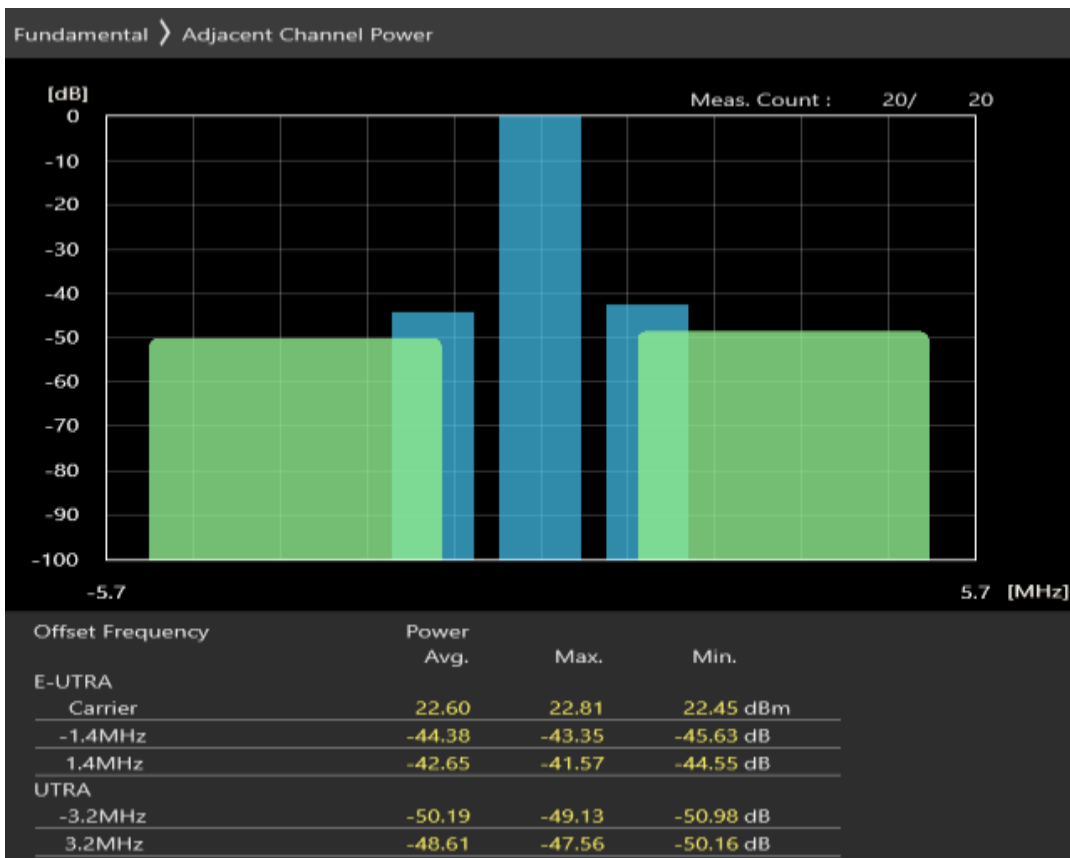 Fundamental 〉 Adjacent Channel Power
[dB]
Meas. Count : 20/ 20
0
-10
-20
-30
-40
-50
-60
-70
-80
-90
-100
-5.7 5.7 [MHz]
Offset Frequency Power
Avg. Max. Min.
E-UTRA
Carrier 22.60 22.81 22.45 dBm
-1.4MHz -44.38 -43.35 -45.63 dB
1.4MHz -42.65 -41.57 -44.55 dB
UTRA
-3.2MHz -50.19 -49.13 -50.98 dB
3.2MHz -48.61 -47.56 -50.16 dB